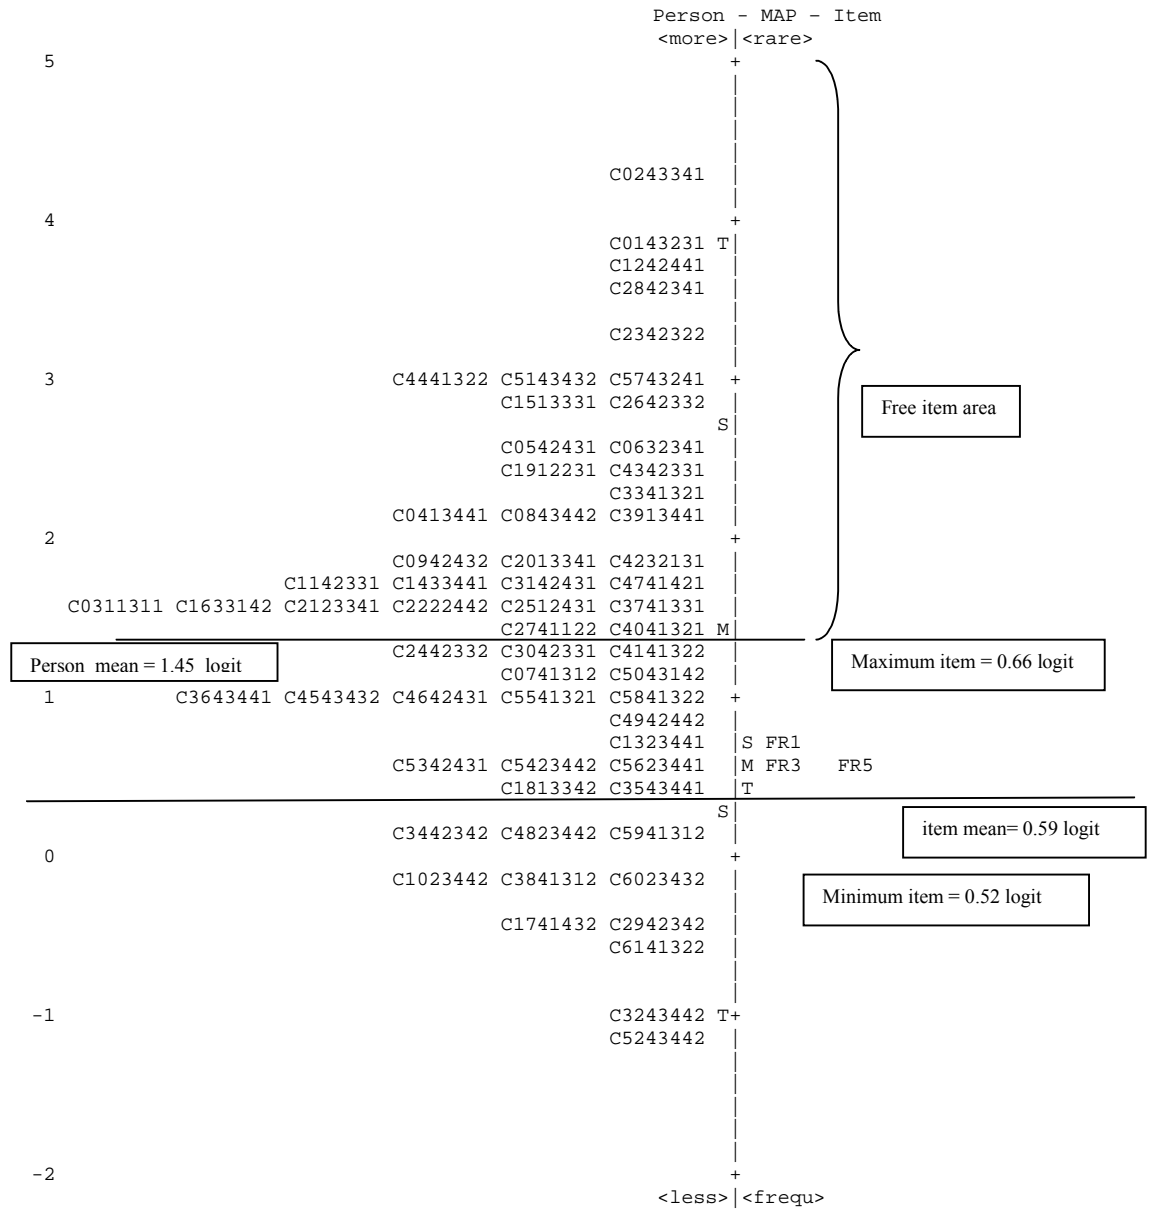 Person - MAP - Item
<more>|<rare>
5 +
|
|
|
|
C0243341 |
|
4 +
C0143231 T|
C1242441 |
C2842341 |
|
C2342322 |
|
3 C4441322 C5143432 C5743241 +
C1513331 C2642332 |
Free item area
S|
C0542431 C0632341 |
C1912231 C4342331 |
C3341321 |
C0413441 C0843442 C3913441 |
2 +
C0942432 C2013341 C4232131 |
C1142331 C1433441 C3142431 C4741421 |
C0311311 C1633142 C2123341 C2222442 C2512431 C3741331 |
C2741122 C4041321 M|
C2442332 C3042331 C4141322 |
Person mean = 1.45 logit
Maximum item = 0.66 logit
C0741312 C5043142 |
1 C3643441 C4543432 C4642431 C5541321 C5841322 +
C4942442 |
C1323441 |S FR1
C5342431 C5423442 C5623441 |M FR3 FR5
C1813342 C3543441 |T
S|
item mean= 0.59 logit
C3442342 C4823442 C5941312 |
0 +
C1023442 C3841312 C6023432 |
Minimum item = 0.52 logit
|
C1741432 C2942342 |
C6141322 |
|
|
-1 C3243442 T+
C5243442 |
|
|
|
|
|
-2 +
<less>|<frequ>